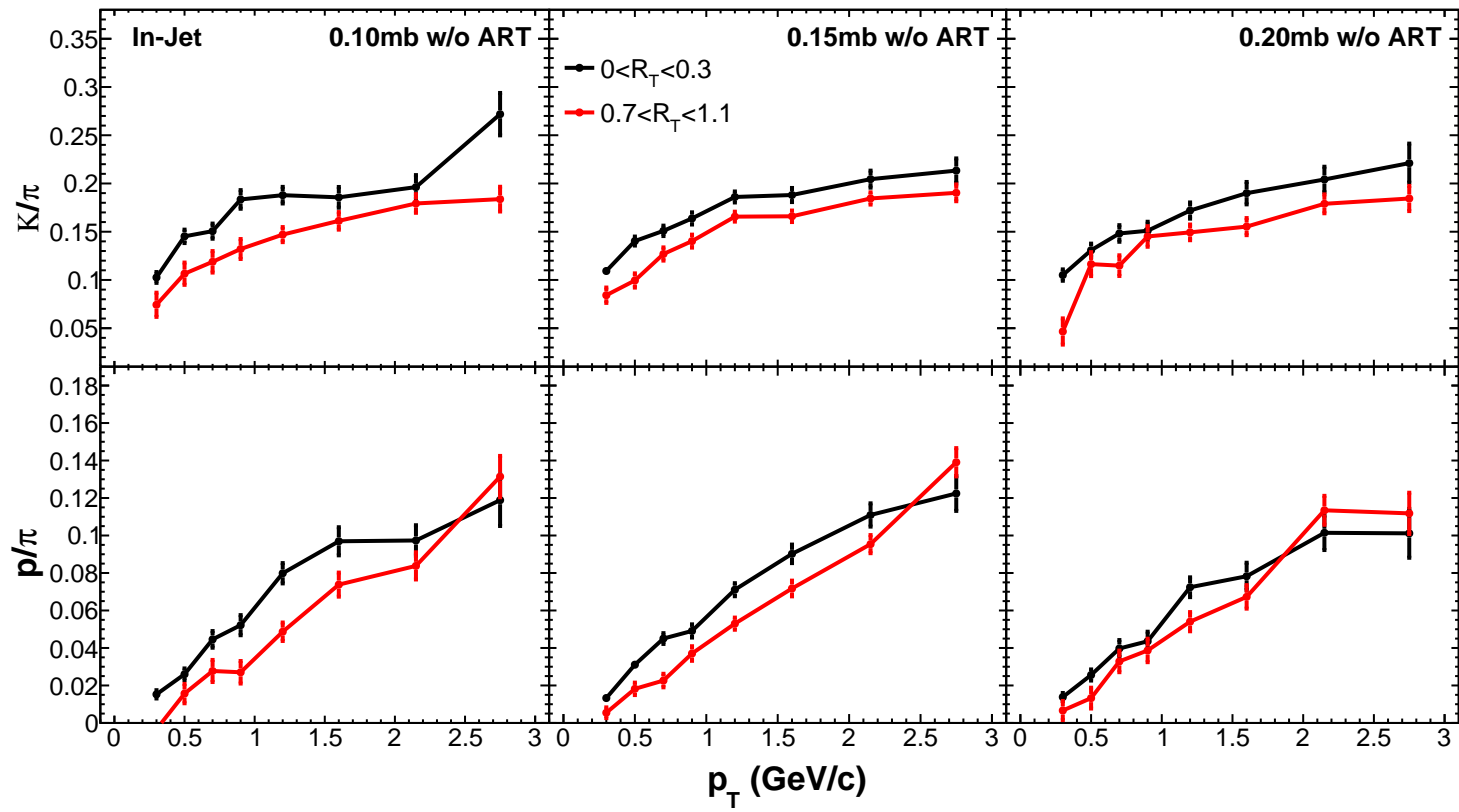 In-Jet 0.10mb w/o ART
0.15mb w/o ART
0.20mb w/o ART
0<R_T<0.3
0.7<R_T<1.1
K/π
0.35
0.3
0.25
0.2
0.15
0.1
0.05
p/π
0.18
0.16
0.14
0.12
0.1
0.08
0.06
0.04
0.02
0
0 0.5 1 1.5 2 2.5 3
0 0.5 1 1.5 2 2.5 3
0 0.5 1 1.5 2 2.5 3
p_T (GeV/c)